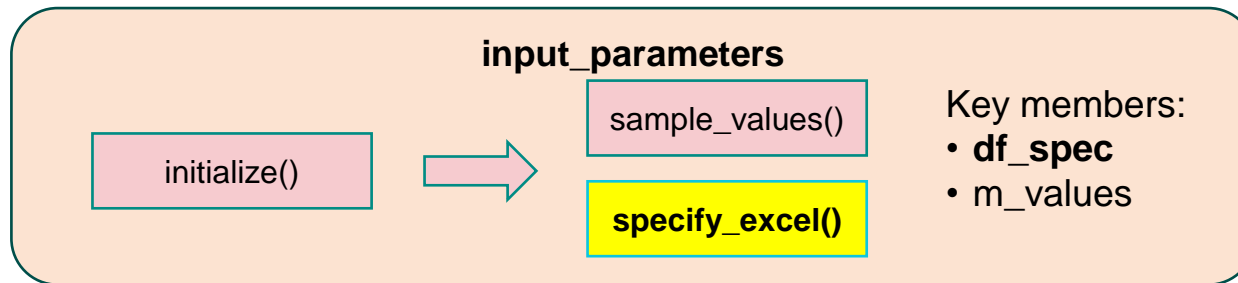 input_parameters
initialize()
sample_values()
specify_excel()
Key members:
• df_spec
• m_values